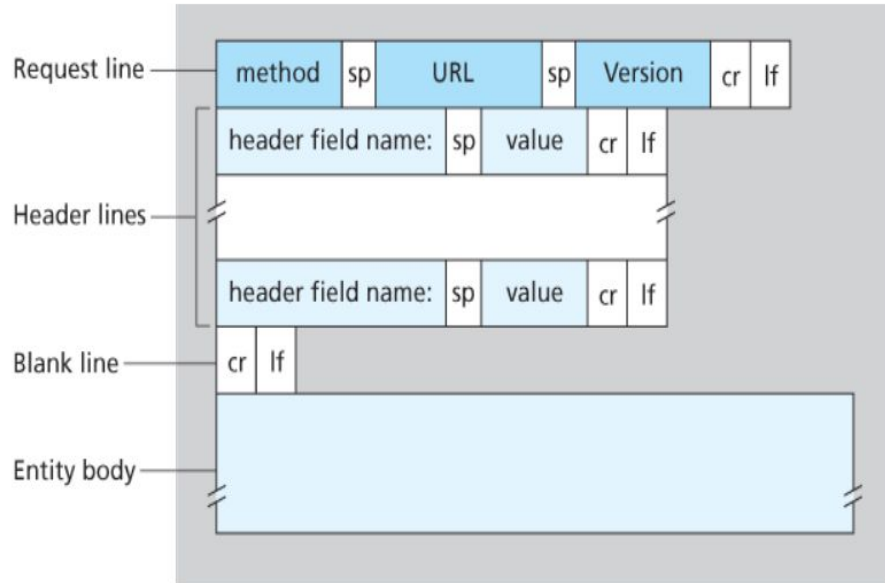 Request line method sp URL sp Version cr lf
header field name: sp value cr lf
Header lines
header field name: sp value cr lf
Blank line cr lf
Entity body